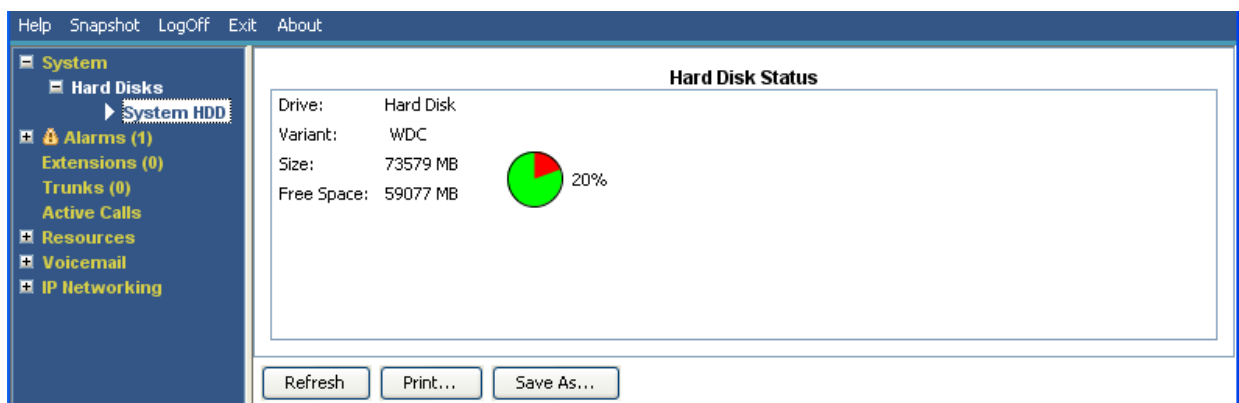 Help Snapshot LogOff Exit About
System
Hard Disks
System HDD
Alarms (1)
Extensions (0)
Trunks (0)
Active Calls
Resources
Voicemail
IP Networking
Hard Disk Status
Drive: Hard Disk
Variant: WDC
Size: 73579 MB
Free Space: 59077 MB
20%
Refresh Print... Save As...